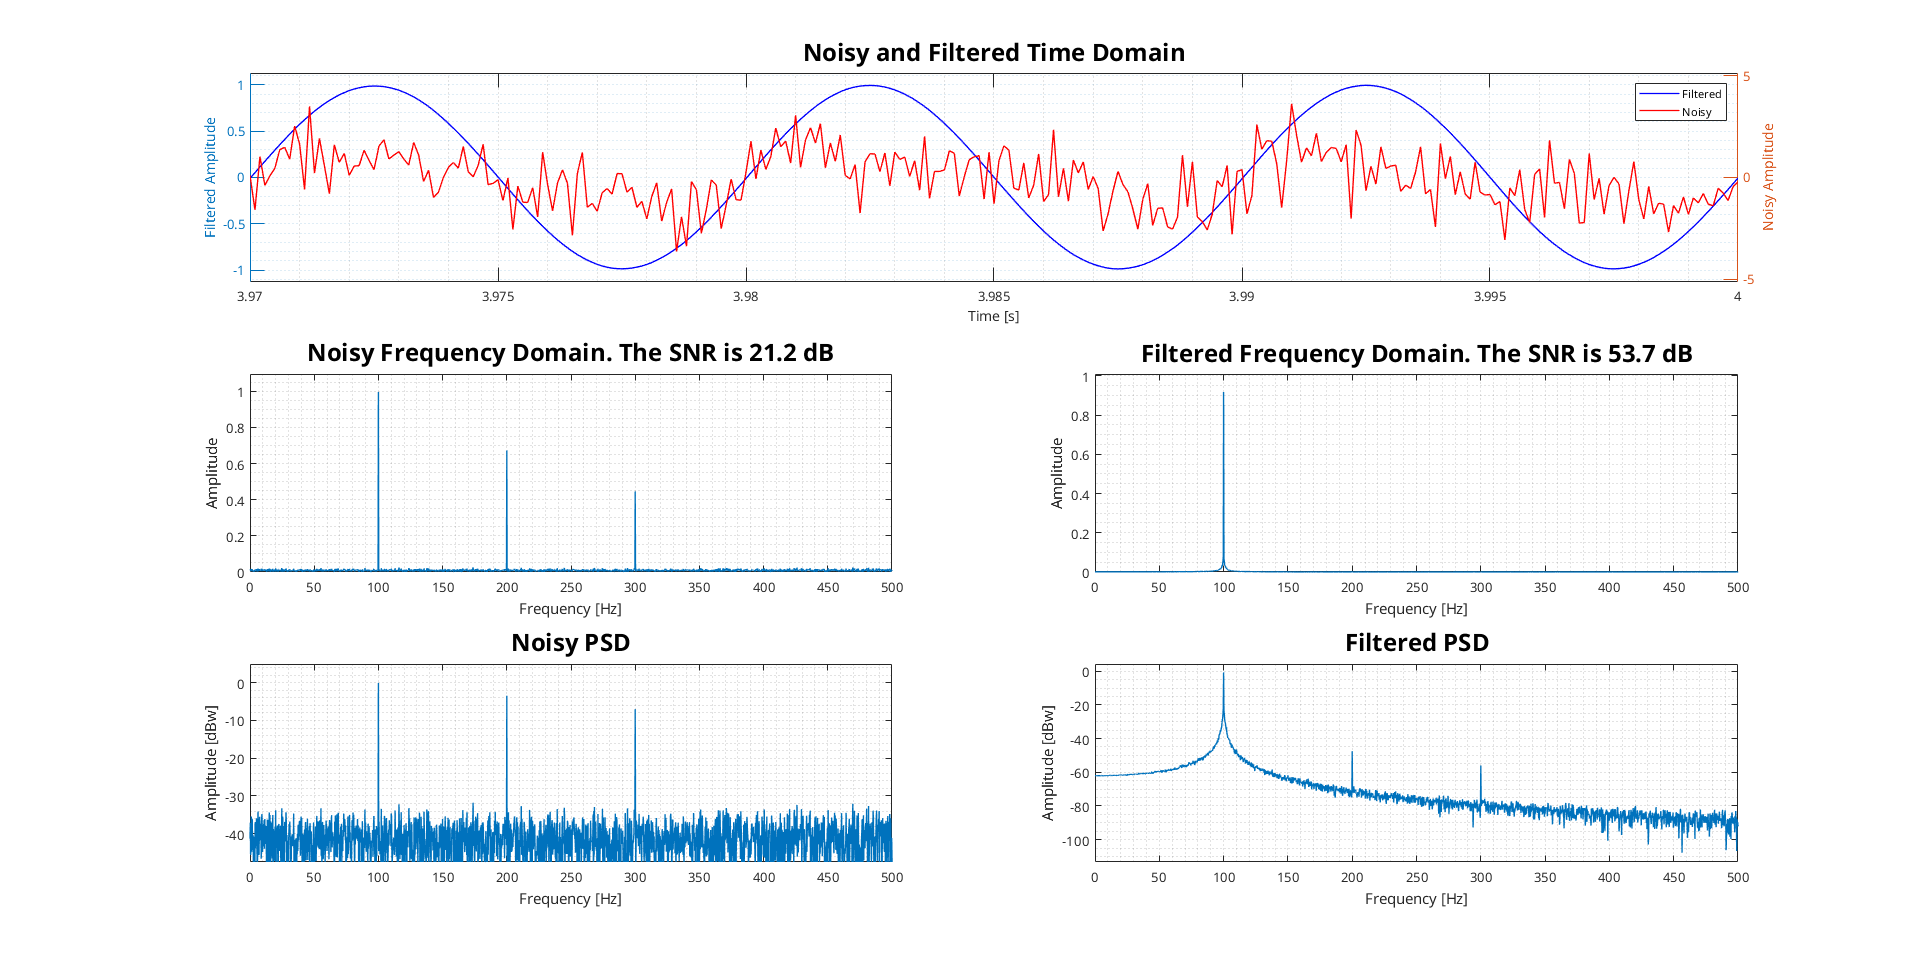 Noisy and Filtered Time Domain
Filtered Amplitude
1
0.5
0
-0.5
-1
Filtered
Noisy
5
0
-5
Noisy Amplitude
3.97 3.975 3.98 3.985 3.99 3.995 4
Time [s]
Noisy Frequency Domain. The SNR is 21.2 dB
Amplitude
1
0.8
0.6
0.4
0.2
0
0 50 100 150 200 250 300 350 400 450 500
Frequency [Hz]
Filtered Frequency Domain. The SNR is 53.7 dB
Amplitude
1
0.8
0.6
0.4
0.2
0
0 50 100 150 200 250 300 350 400 450 500
Frequency [Hz]
Noisy PSD
Amplitude [dBw]
0
-10
-20
-30
-40
0 50 100 150 200 250 300 350 400 450 500
Frequency [Hz]
Filtered PSD
Amplitude [dBw]
0
-20
-40
-60
-80
-100
0 50 100 150 200 250 300 350 400 450 500
Frequency [Hz]